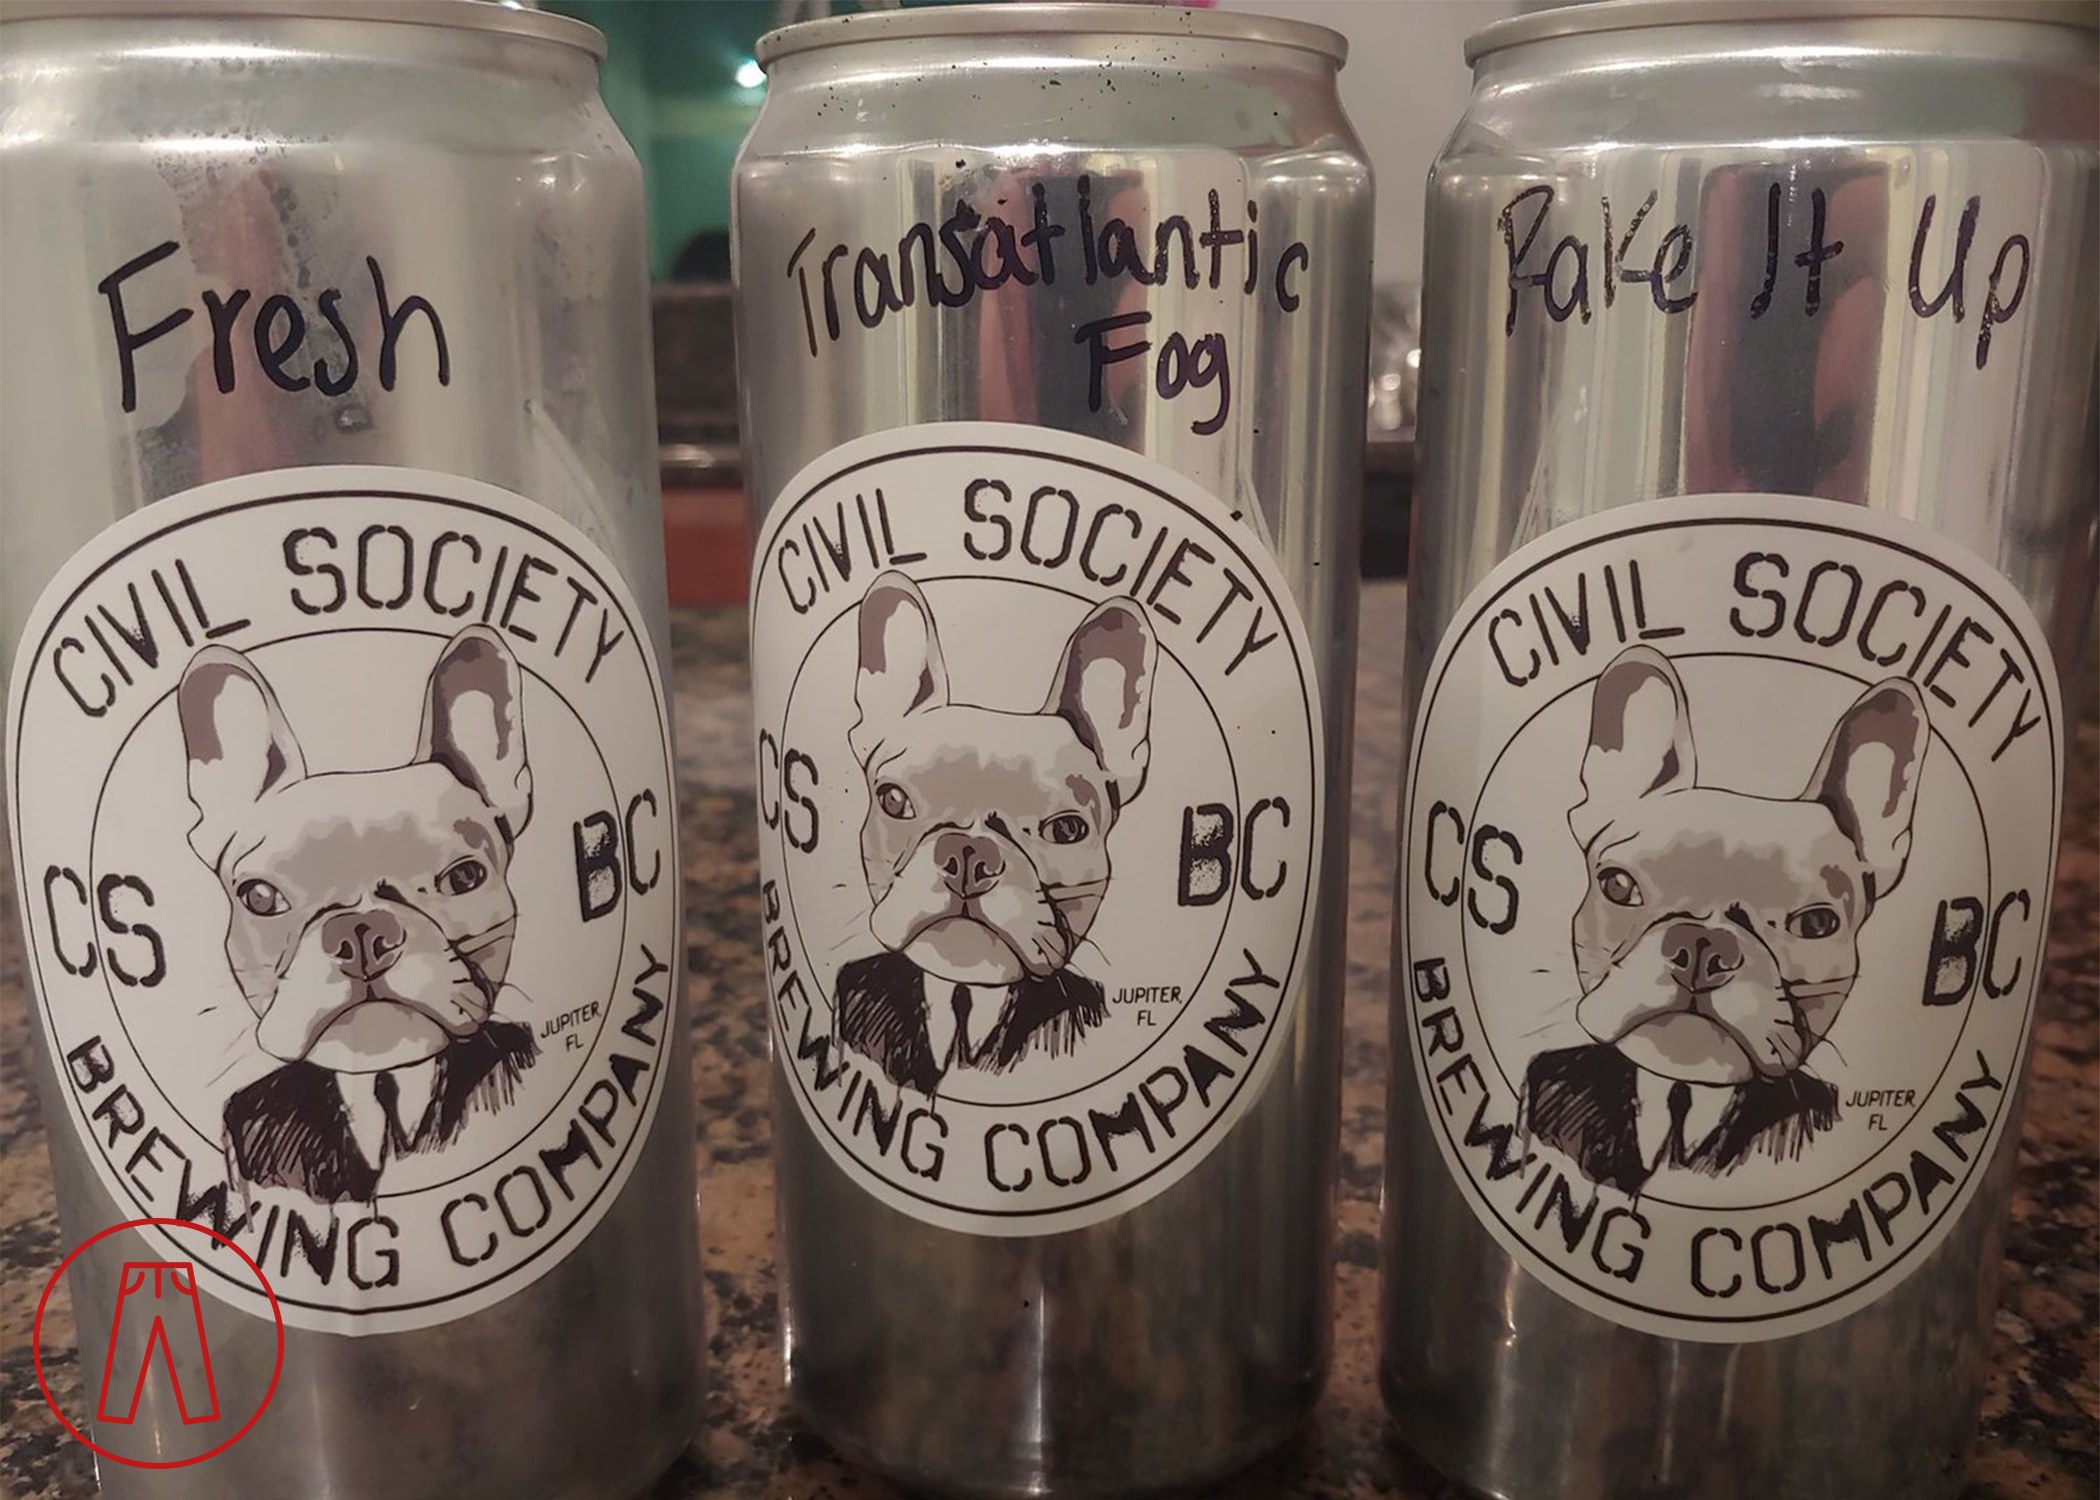 Fresh
CIVIL SOCIETY
CS BC
JUPITER,
FL
BREWING COMPANY
Transatlantic
Fog
CIVIL SOCIETY
CS BC
JUPITER,
FL
BREWING COMPANY
Rake It Up
CIVIL SOCIETY
CS BC
JUPITER,
FL
BREWING COMPANY